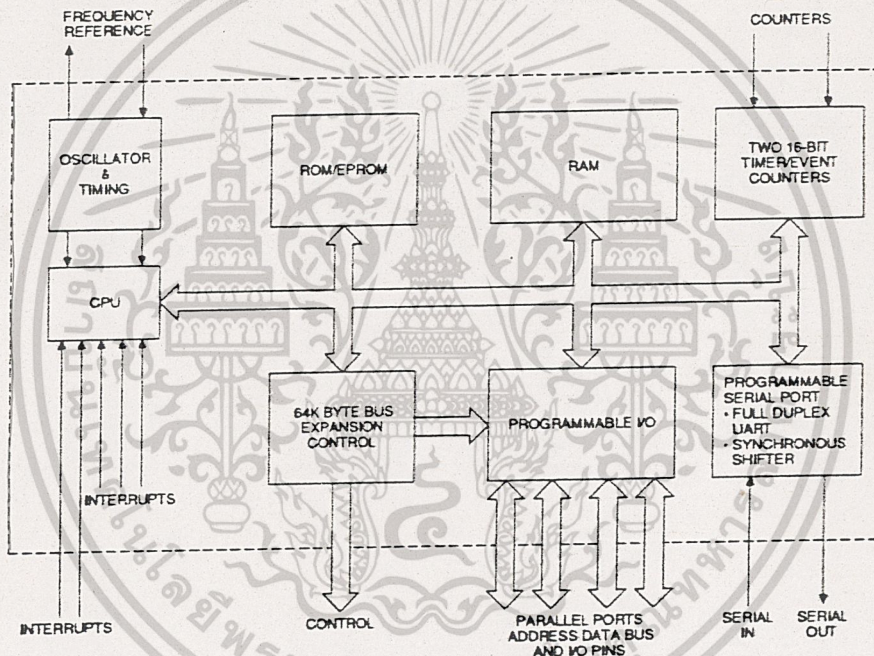 FREQUENCY
REFERENCE
COUNTERS
OSCILLATOR
&
TIMING
ROM/EPROM
RAM
TWO 16-BIT
TIMER/EVENT
COUNTERS
CPU
64K BYTE BUS
EXPANSION
CONTROL
PROGRAMMABLE I/O
PROGRAMMABLE
SERIAL PORT
• FULL DUPLEX
UART
• SYNCHRONOUS
SHIFTER
INTERRUPTS
INTERRUPTS
CONTROL
PARALLEL PORTS
ADDRESS DATA BUS
AND I/O PINS
SERIAL
IN
SERIAL
OUT